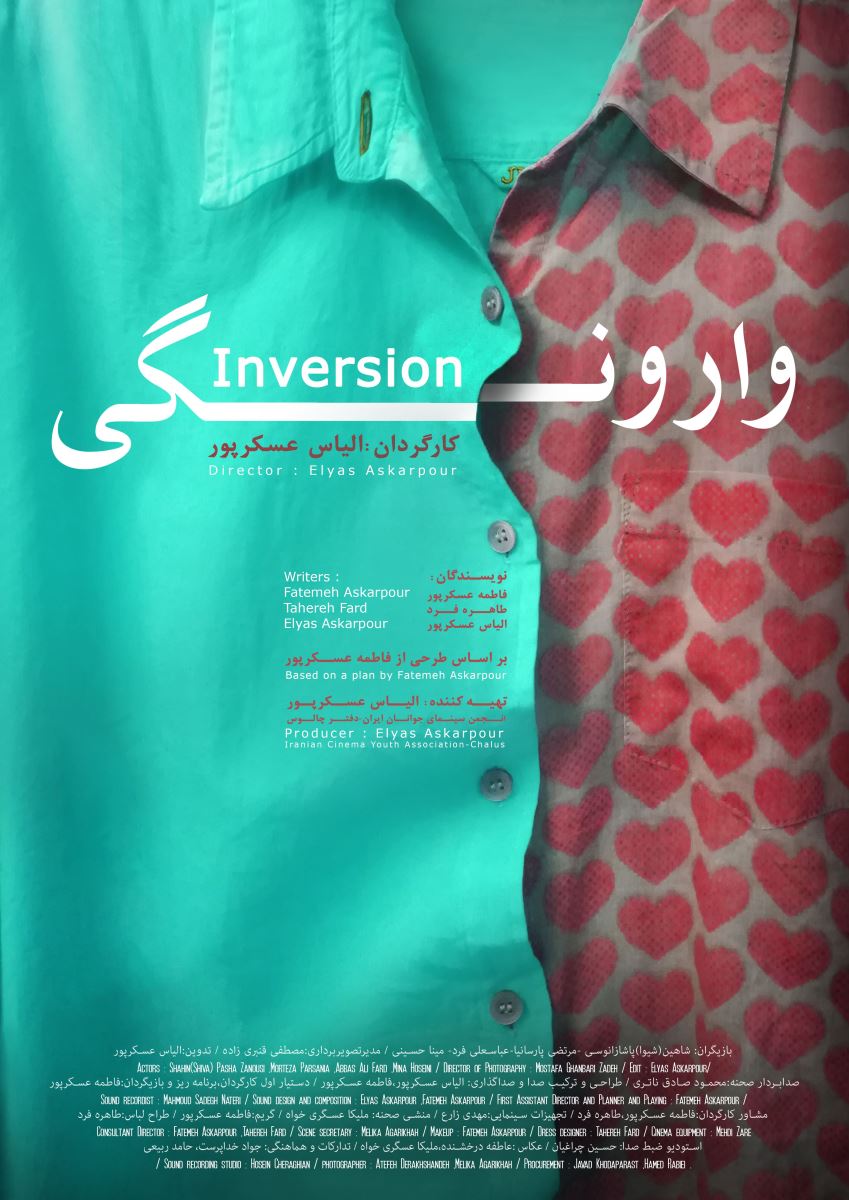 وارونگی
Inversion
کارگردان :الیاس عسکرپور
Director : Elyas Askarpour
Writers :
Fatemeh Askarpour
Tahereh Fard
Elyas Askarpour
نویسندگان :
فاطمه عسکرپور
طاهره فرد
الیاس عسکرپور
بر اساس طرحی از فاطمه عسکرپور
Based on a plan by Fatemeh Askarpour
تهیه کننده : الیاس عسکرپور
انجمن سینمای جوانان ایران-دفتر چالوس
Producer : Elyas Askarpour
Iranian Cinema Youth Association-Chalus
بازیگران: شاهین(شیوا)پاشازانوسی -مرتضی پارسانیا-عباسعلی فرد- مینا حسینی / مدیرتصویربرداری:مصطفی قنبری زاده / تدوین:الیاس عسکرپور
Actors : Shahin(Shiva) Pasha Zanousi ,Morteza Parsania ,Abbas Ali Fard ,Mina Hoseini / Director of Photography : Mostafa Ghanbari Zadeh / Edit : Elyas Askarpour/
صدابردار صحنه:محمود صادق ناتری / طراحی و ترکیب صدا و صداگذاری: الیاس عسکرپور,فاطمه عسکرپور / دستیار اول کارگردان,برنامه ریز و بازیگردان:فاطمه عسکرپور
Sound recordist : Mahmoud Sadegh Nateri / Sound design and composition : Elyas Askarpour ,Fatemeh Askarpour / First Assistant Director and Planner and Playing : Fatemeh Askarpour /
مشاور کارگردان:فاطمه عسکرپور,طاهره فرد / تجهیزات سینمایی:مهدی زارع / منشی صحنه: ملیکا عسگری خواه / گریم:فاطمه عسکرپور / طراح لباس:طاهره فرد
Consultant Director : Fatemeh Askarpour ,Tahereh Fard / Scene secretary : Melika Agarikhah / Makeup : Fatemeh Askarpour / Dress designer : Tahereh Fard / Cinema equipment : Mehdi Zare
استودیو ضبط صدا: حسین چراغیان / عکاس :عاطفه درخشنده,ملیکا عسگری خواه / تدارکات و هماهنگی: جواد خداپرست, حامد ربیعی
/ Sound recording studio : Hosein Cheraghian / photographer : Atefeh Derakhshandeh ,Melika Agarikhah / Procurement : Javad Khodaparast ,Hamed Rabiei .